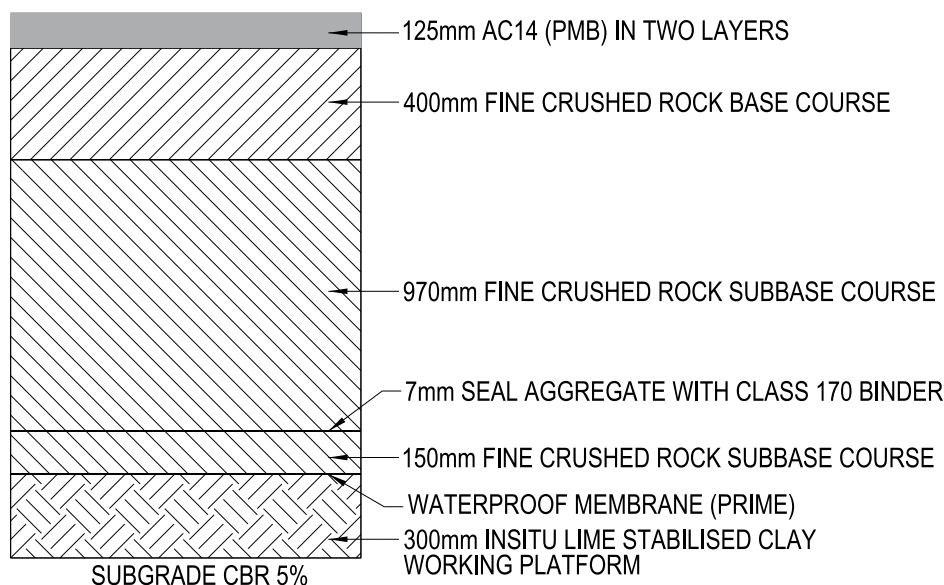 125mm AC14 (PMB) IN TWO LAYERS
400mm FINE CRUSHED ROCK BASE COURSE
970mm FINE CRUSHED ROCK SUBBASE COURSE
7mm SEAL AGGREGATE WITH CLASS 170 BINDER
150mm FINE CRUSHED ROCK SUBBASE COURSE
WATERPROOF MEMBRANE (PRIME)
300mm INSITU LIME STABILISED CLAY
WORKING PLATFORM
SUBGRADE CBR 5%